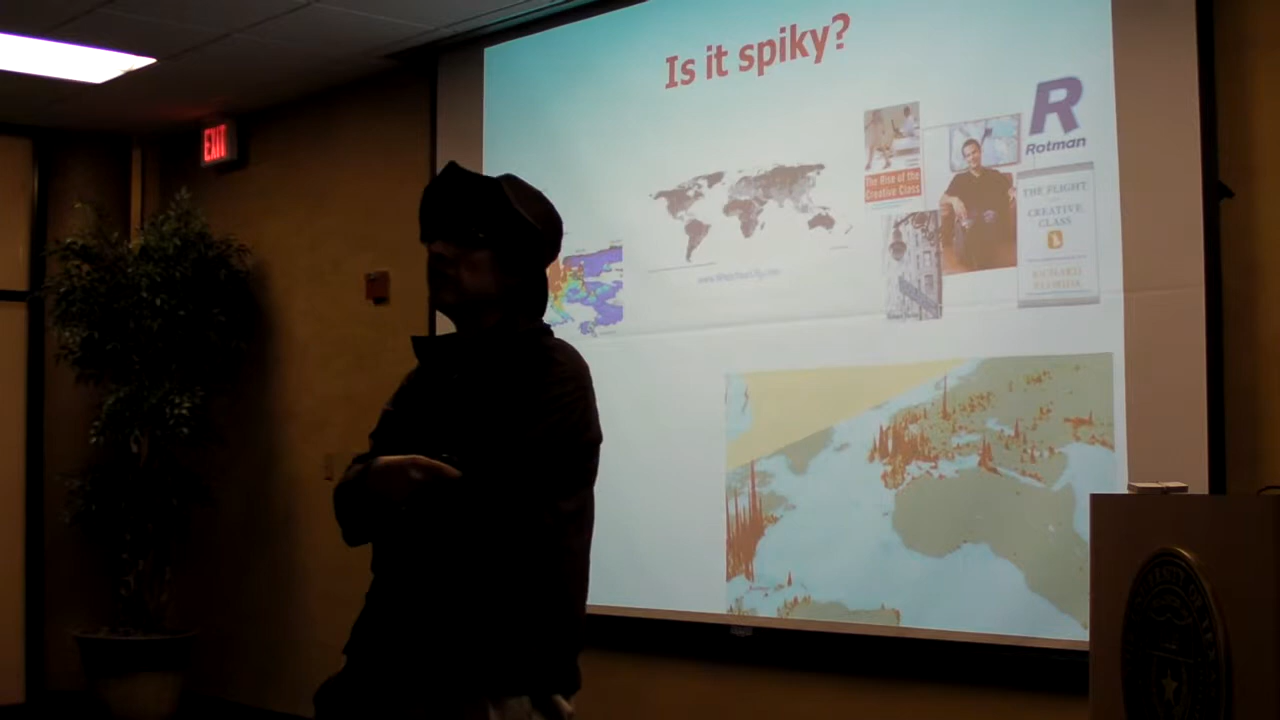 Is it spiky?
EXIT
R
Rotman
The Rise of the
Creative Class
THE FLIGHT
CREATIVE
CLASS
RICHARD
FLORIDA